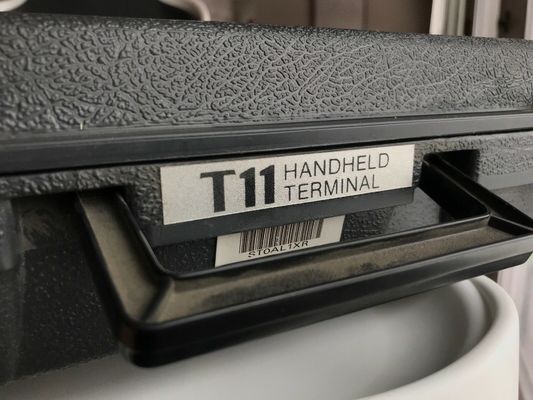 T11 HANDHELD
TERMINAL
ST0AL1XR